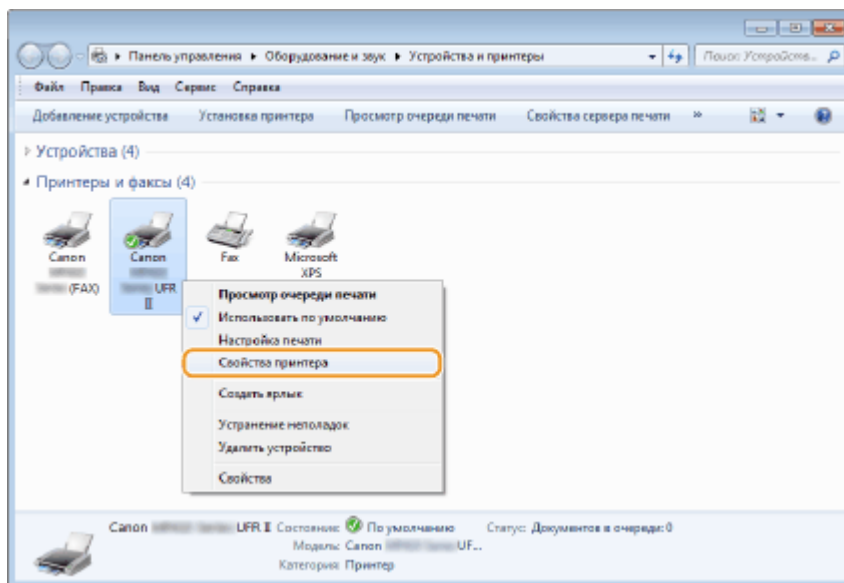 Панель управления ▸ Оборудование и звук ▸ Устройства и принтеры
Поиск: Устройств...
Файл Правка Вид Сервис Справка
Добавление устройства Установка принтера Просмотр очереди печати Свойства сервера печати »
Устройства (4)
Принтеры и факсы (4)
Canon
(FAX)
Canon
UFR
II
Fax
Microsoft
XPS
Просмотр очереди печати
Использовать по умолчанию
Настройка печати
Свойства принтера
Создать ярлык
Устранение неполадок
Удалить устройство
Свойства
Canon UFR II Состояние: По умолчанию Статус: Документов в очереди: 0
Модель: Canon UF...
Категория: Принтер